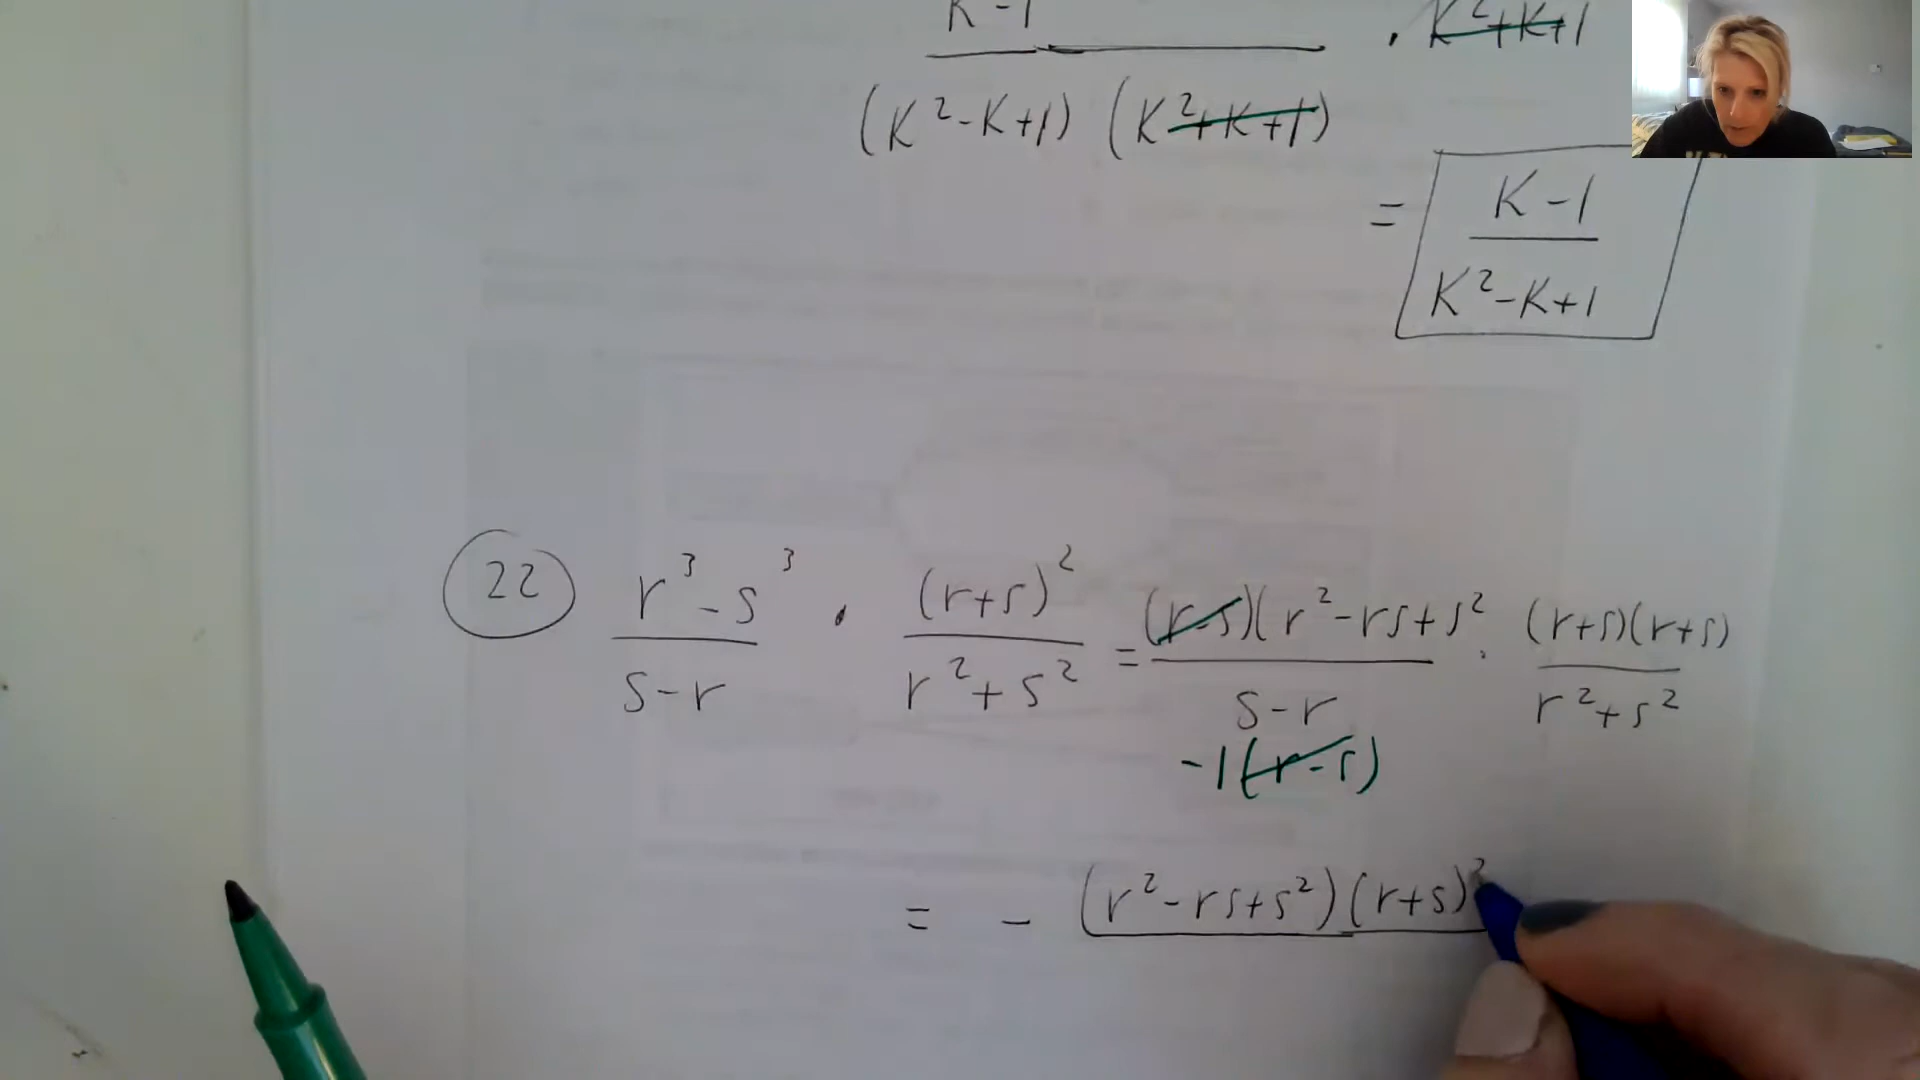 K-1 · K²+K+1
(K²-K+1) (K²+K+1)
= K-1
K²-K+1
22 r³-s³ · (r+s)² = (r-s)(r²-rs+s² · (r+s)(r+s)
s-r r²+s² s-r r²+s²
-1(r-s)
= - (r²-rs+s²)(r+s)²